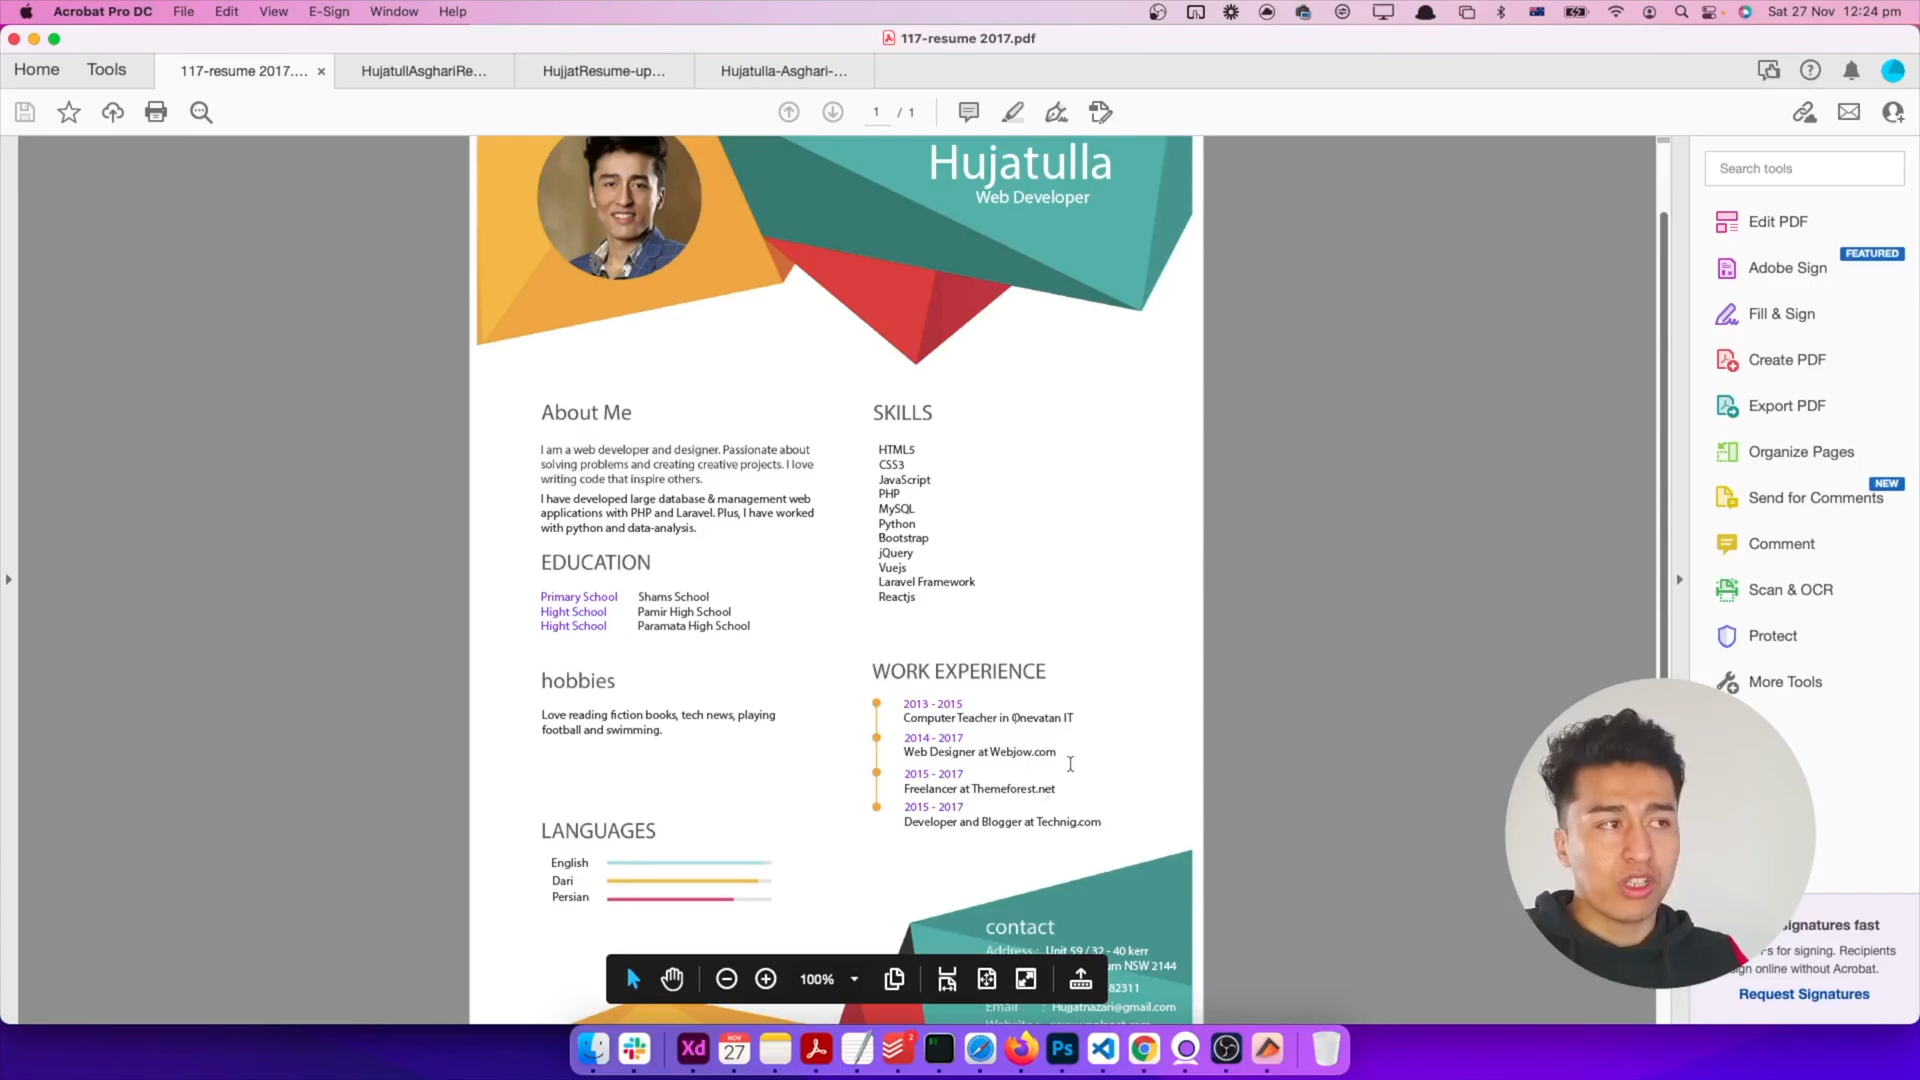 Acrobat Pro DC File Edit View E-Sign Window Help
Sat 27 Nov 12:24 pm
117-resume 2017.pdf
Home Tools 117-resume 2017.... × HujatullAsghariRe... HujjatResume-up... Hujatulla-Asghari-...
1 / 1
Hujatulla
Web Developer
About Me
I am a web developer and designer. Passionate about
solving problems and creating creative projects. I love
writing code that inspire others.
I have developed large database & management web
applications with PHP and Laravel. Plus, I have worked
with python and data-analysis.
EDUCATION
Primary School Shams School
Hight School Pamir High School
Hight School Paramata High School
hobbies
Love reading fiction books, tech news, playing
football and swimming.
LANGUAGES
English
Dari
Persian
SKILLS
HTML5
CSS3
JavaScript
PHP
MySQL
Python
Bootstrap
jQuery
Vuejs
Laravel Framework
Reactjs
WORK EXPERIENCE
2013 - 2015
Computer Teacher in Onevatan IT
2014 - 2017
Web Designer at Webjow.com
2015 - 2017
Freelancer at Themeforest.net
2015 - 2017
Developer and Blogger at Technig.com
contact
Address : Unit 59 / 32 - 40 kerr
urn NSW 2144
82311
Email : Hujjatnazari@gmail.com
100%
Search tools
Edit PDF
FEATURED
Adobe Sign
Fill & Sign
Create PDF
Export PDF
Organize Pages
NEW
Send for Comments
Comment
Scan & OCR
Protect
More Tools
ignatures fast
Fs for signing. Recipients
ign online without Acrobat.
Request Signatures
NOV
27
2
Xd
Ps